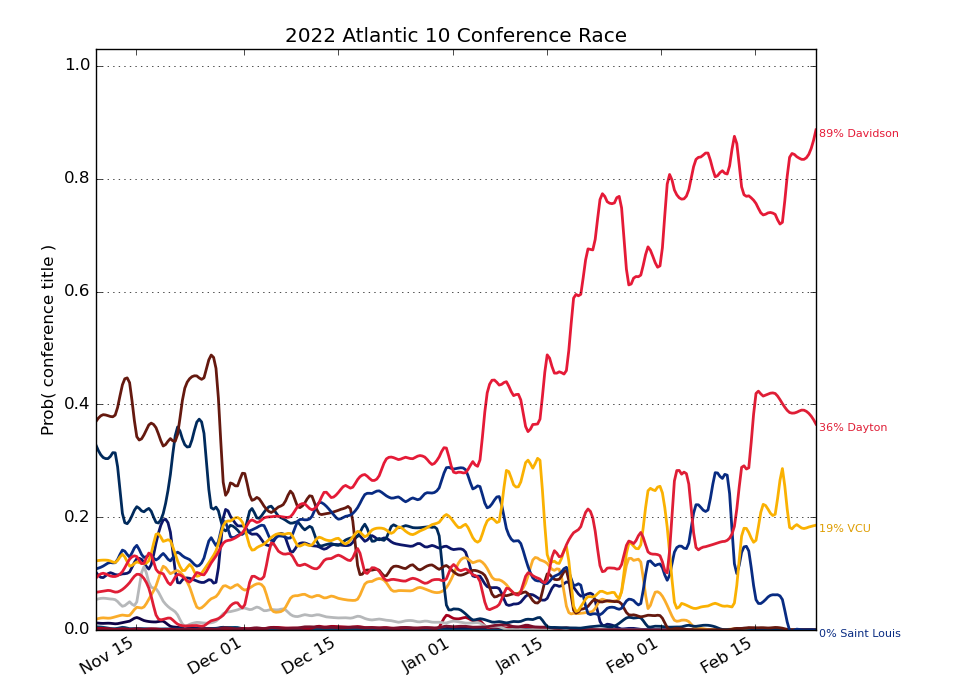 2022 Atlantic 10 Conference Race
Prob( conference title )
1.0
0.8
0.6
0.4
0.2
0.0
Nov 15
Dec 01
Dec 15
Jan 01
Jan 15
Feb 01
Feb 15
89% Davidson
36% Dayton
19% VCU
0% Saint Louis